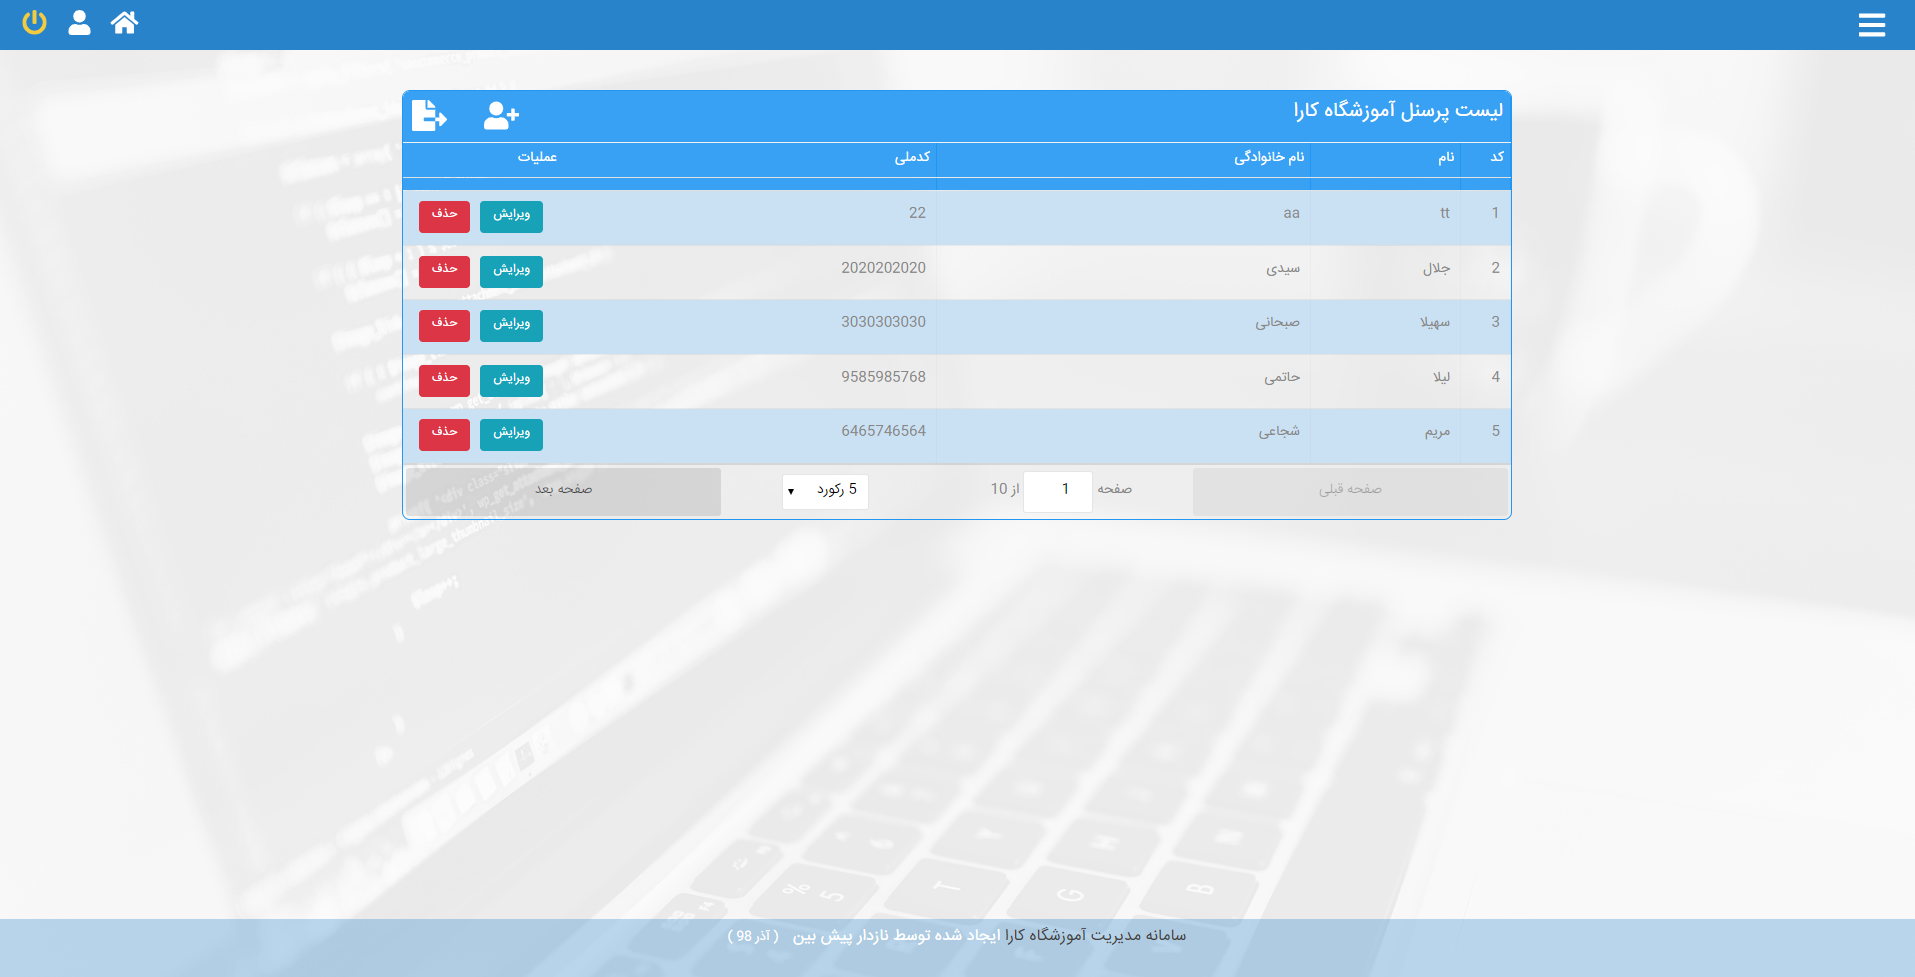 لیست پرسنل آموزشگاه کارا
کد نام نام خانوادگی کدملی عملیات
1 tt aa 22 ویرایش حذف
2 جلال سیدی 2020202020 ویرایش حذف
3 سهیلا صبحانی 3030303030 ویرایش حذف
4 لیلا حاتمی 9585985768 ویرایش حذف
5 مریم شجاعی 6465746564 ویرایش حذف
صفحه قبلی صفحه 1 از 10 5 رکورد صفحه بعد
سامانه مدیریت آموزشگاه کارا ایجاد شده توسط نازدار پیش بین ( آذر 98 )